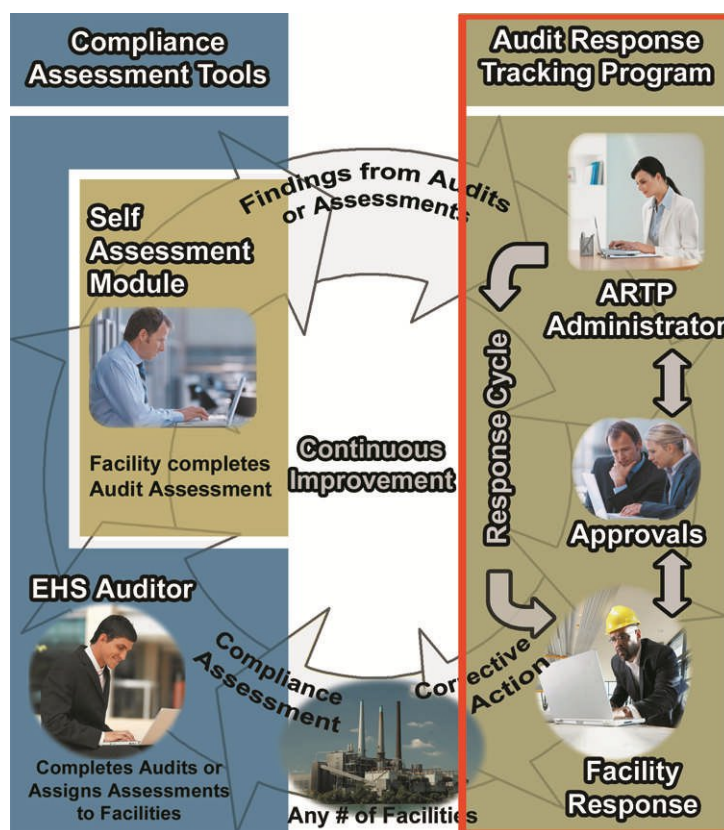 Compliance
Assessment Tools
Audit Response
Tracking Program
Findings from Audits
or Assessments
Self
Assessment
Module
Facility completes
Audit Assessment
Continuous
Improvement
Response Cycle
ARTP
Administrator
Approvals
EHS Auditor
Completes Audits or
Assigns Assessments
to Facilities
Compliance
Assessment
Any # of Facilities
Corrective
Action
Facility
Response